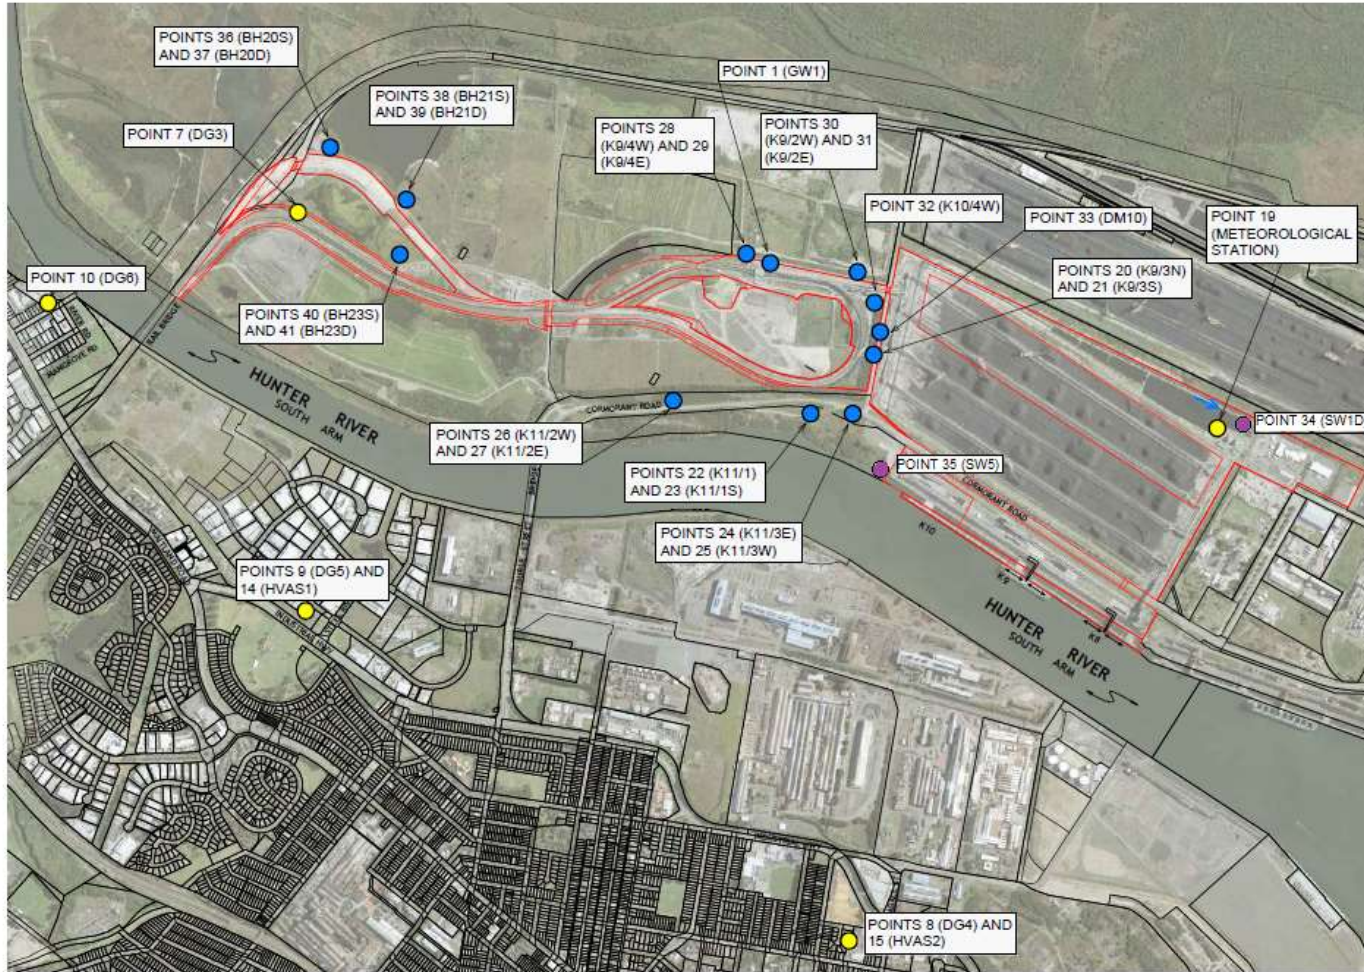 POINTS 36 (BH20S)
AND 37 (BH20D)
POINT 1 (GW1)
POINTS 38 (BH21S)
AND 39 (BH21D)
POINTS 28
(K9/4W) AND 29
(K9/4E)
POINTS 30
(K9/2W) AND 31
(K9/2E)
POINT 7 (DG3)
POINT 32 (K10/4W)
POINT 33 (DM10)
POINT 19
(METEOROLOGICAL
STATION)
POINT 10 (DG6)
POINTS 20 (K9/3N)
AND 21 (K9/3S)
POINTS 40 (BH23S)
AND 41 (BH23D)
RAIL BRIDGE
HUNTER RIVER
SOUTH ARM
CORMORANT ROAD
POINT 34 (SW1D
POINTS 26 (K11/2W)
AND 27 (K11/2E)
POINTS 22 (K11/1)
AND 23 (K11/1S)
POINT 35 (SW5)
CORMORANT ROAD
POINTS 24 (K11/3E)
AND 25 (K11/3W)
K10
K9
K8
POINTS 9 (DG5) AND
14 (HVAS1)
INDUSTRIAL HWY
HUNTER RIVER
SOUTH ARM
POINTS 8 (DG4) AND
15 (HVAS2)